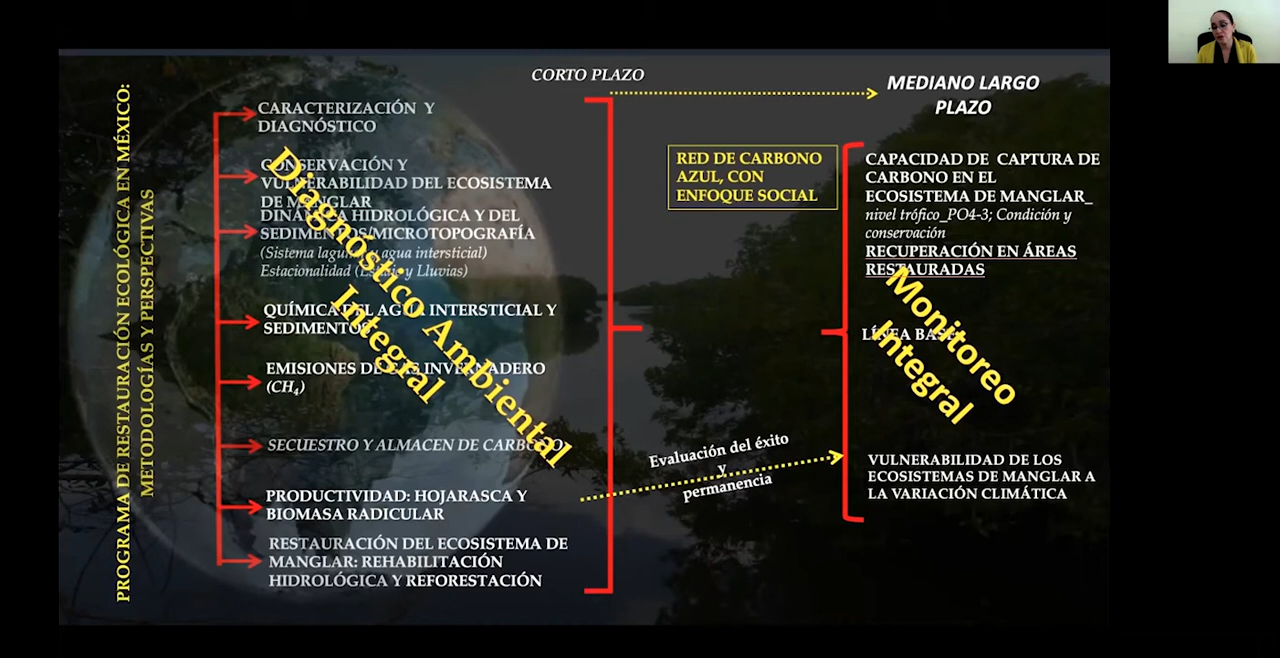 PROGRAMA DE RESTAURACIÓN ECOLÓGICA EN MÉXICO:
METODOLOGÍAS Y PERSPECTIVAS
CORTO PLAZO
CARACTERIZACIÓN Y
DIAGNÓSTICO
CONSERVACIÓN Y
VULNERABILIDAD DEL ECOSISTEMA
DE MANGLAR
DINÁMICA HIDROLÓGICA Y DEL
SEDIMENTOS/MICROTOPOGRAFÍA
(Sistema lagunar y agua intersticial)
Estacionalidad (Estiaje y Lluvias)
QUÍMICA DEL AGUA INTERSTICIAL Y
SEDIMENTOS
EMISIONES DE GAS INVERNADERO
(CH₄)
SECUESTRO Y ALMACEN DE CARBONO
PRODUCTIVIDAD: HOJARASCA Y
BIOMASA RADICULAR
RESTAURACIÓN DEL ECOSISTEMA DE
MANGLAR: REHABILITACIÓN
HIDROLÓGICA Y REFORESTACIÓN
Diagnóstico Ambiental
Integral
Evaluación del éxito
y
permanencia
RED DE CARBONO
AZUL, CON
ENFOQUE SOCIAL
MEDIANO LARGO
PLAZO
CAPACIDAD DE CAPTURA DE
CARBONO EN EL
ECOSISTEMA DE MANGLAR_
nivel trófico_PO4-3; Condición y
conservación
RECUPERACIÓN EN ÁREAS
RESTAURADAS
LÍNEA BASE
VULNERABILIDAD DE LOS
ECOSISTEMAS DE MANGLAR A
LA VARIACIÓN CLIMÁTICA
Monitoreo
Integral